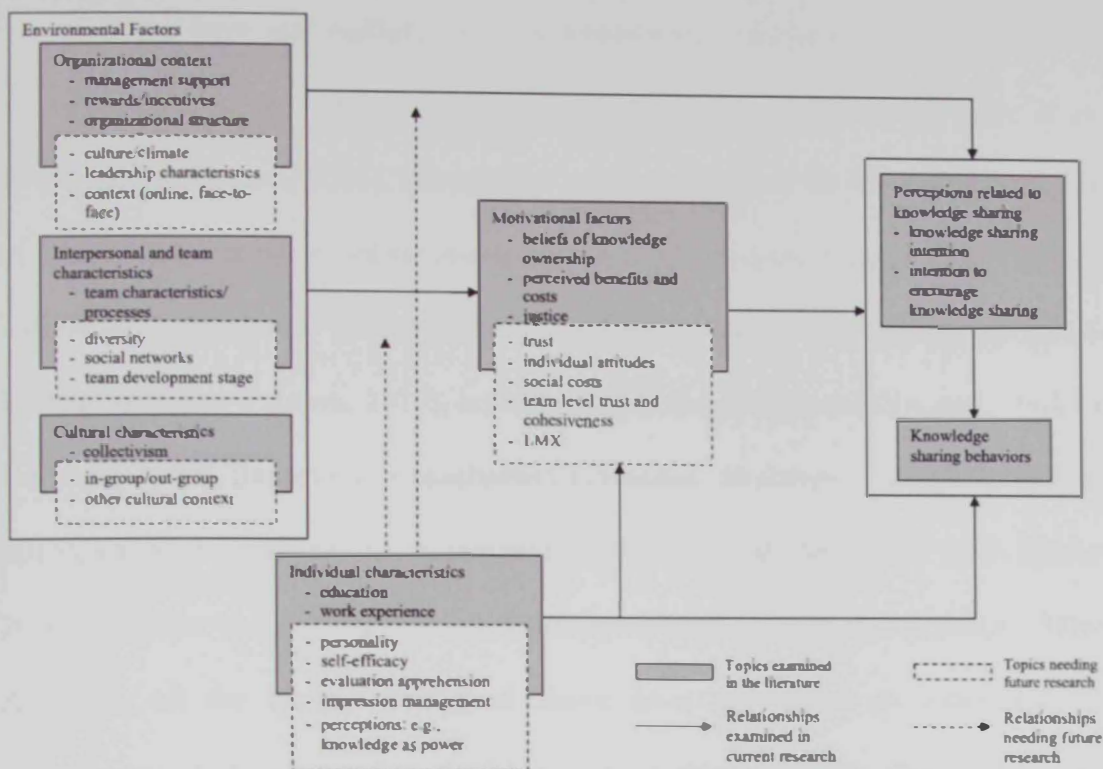 Environmental Factors
Organizational context
- management support
- rewards/incentives
- organizational structure
- culture/climate
- leadership characteristics
- context (online, face-to-
face)
Interpersonal and team
characteristics
- team characteristics/
processes
- diversity
- social networks
- team development stage
Cultural characteristics
- collectivism
- in-group/out-group
- other cultural context
Motivational factors
- beliefs of knowledge
ownership
- perceived benefits and
costs
- justice
- trust
- individual attitudes
- social costs
- team level trust and
cohesiveness
- LMX
Perceptions related to
knowledge sharing
- knowledge sharing
intention
- intention to
encourage
knowledge sharing
Knowledge
sharing behaviors
Individual characteristics
- education
- work experience
- personality
- self-efficacy
- evaluation apprehension
impression management
- perceptions: e.g.,
knowledge as power
Topics examined
in the literature
Topics needing
future research
Relationships
examined in
current research
Relationships
needing future
research